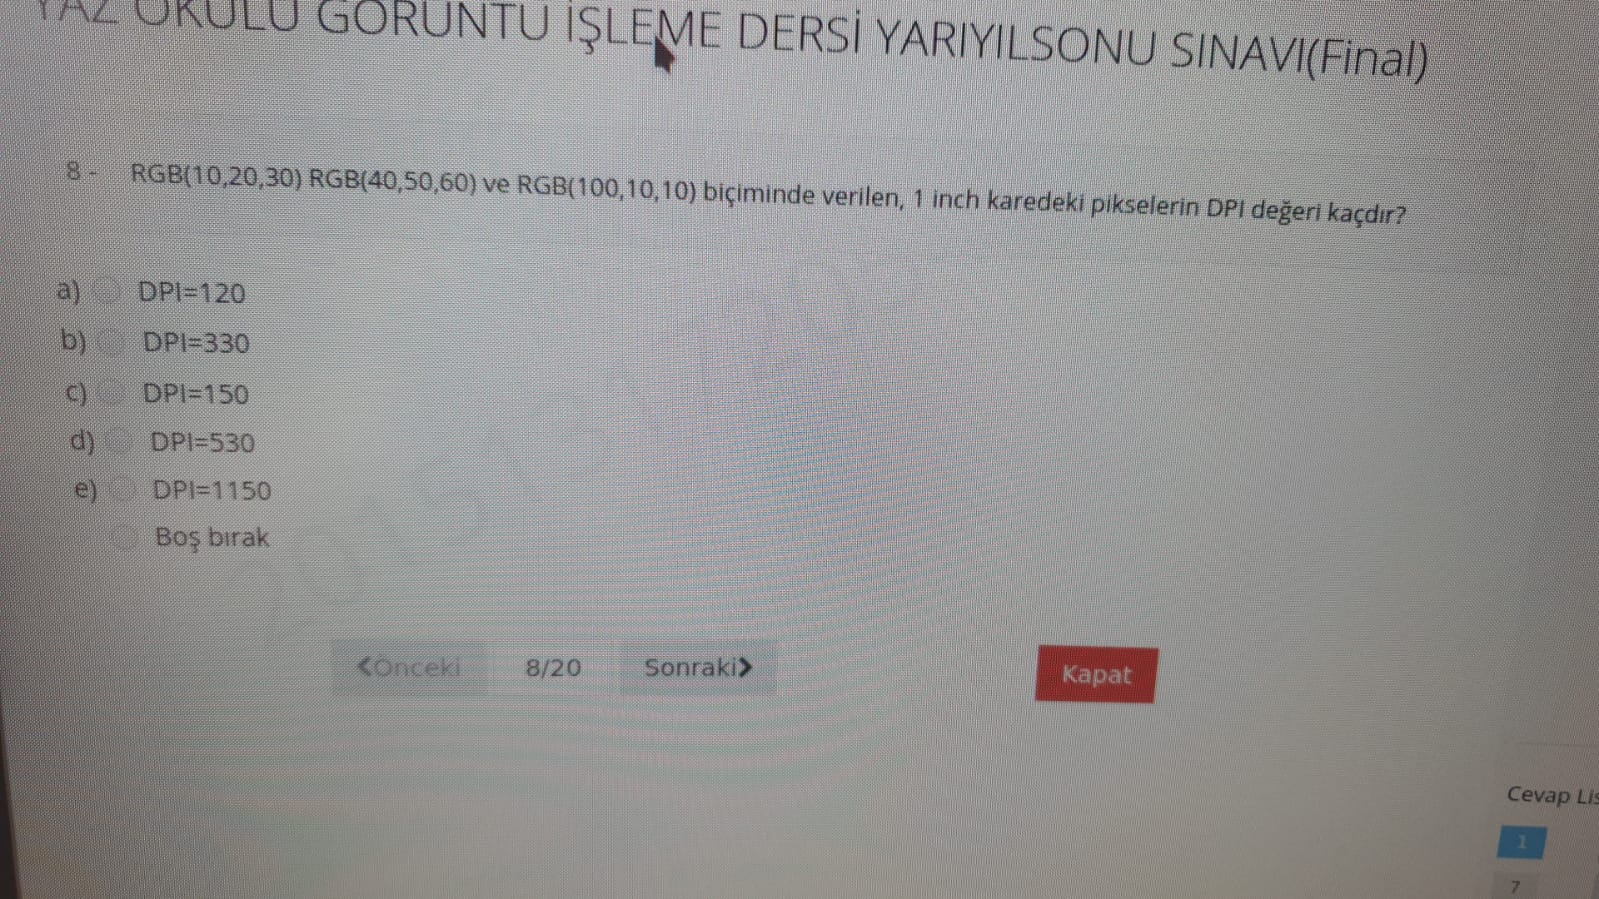 YAZ OKULU GÖRÜNTÜ İŞLEME DERSİ YARIYILSONU SINAVI(Final)
8 - RGB(10,20,30) RGB(40,50,60) ve RGB(100,10,10) biçiminde verilen, 1 inch karedeki pikselerin DPI değeri kaçdır?
a) DPI=120
b) DPI=330
c) DPI=150
d) DPI=530
e) DPI=1150
Boş bırak
❮Önceki 8/20 Sonraki❯ Kapat
Cevap Lis
1
7